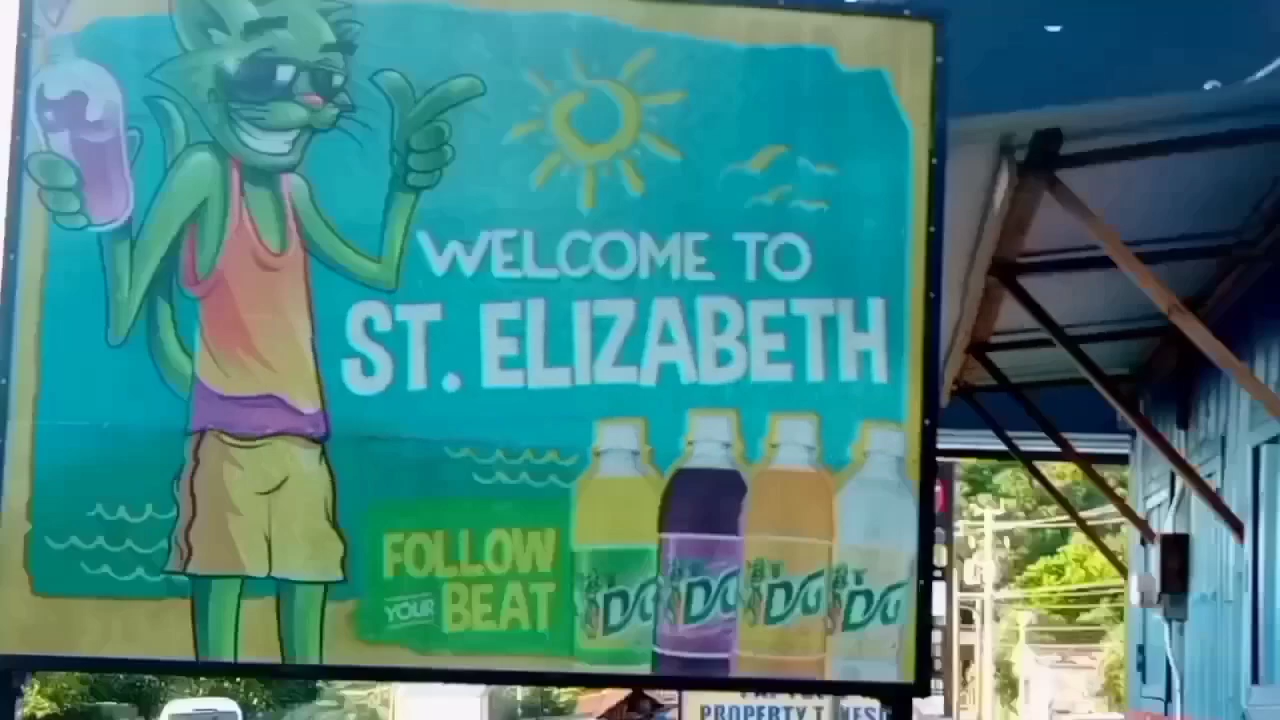 WELCOME TO
ST. ELIZABETH
FOLLOW
YOUR BEAT
DG DG DG DG
PROPERTY